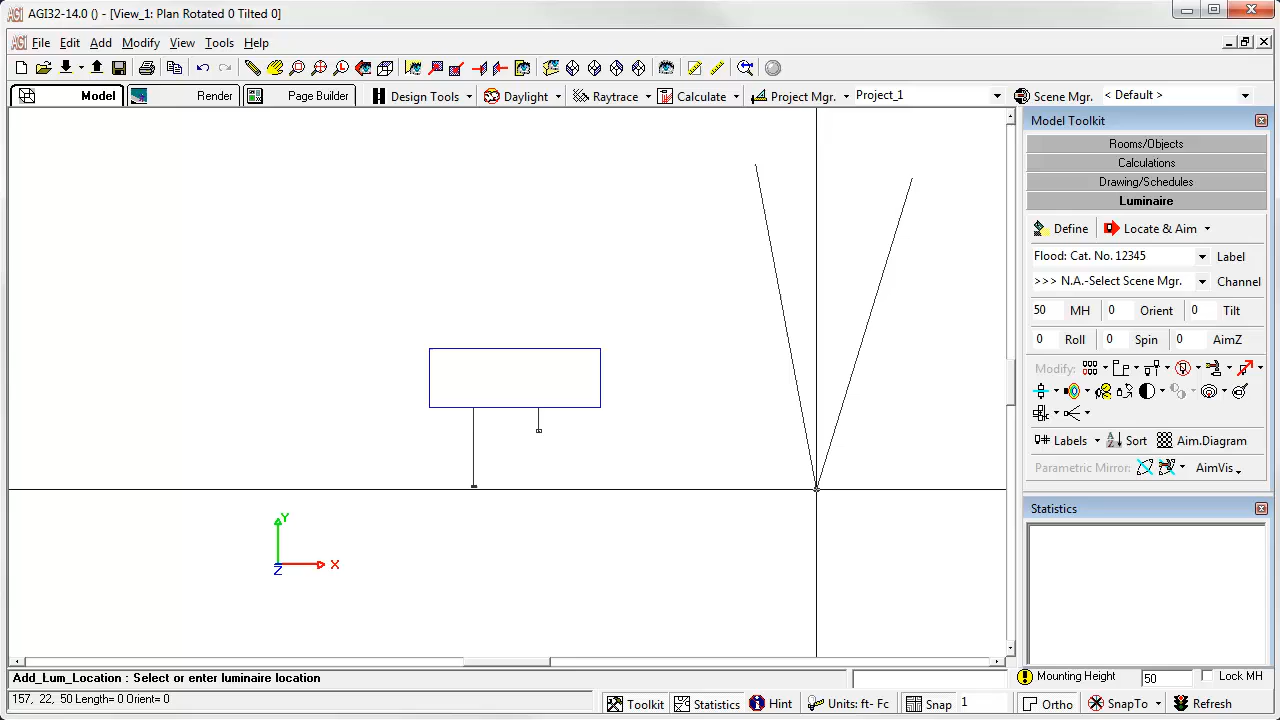 AGI32-14.0 () - [View_1: Plan Rotated 0 Tilted 0]
AGI File Edit Add Modify View Tools Help
Model Render Page Builder Design Tools Daylight Raytrace Calculate Project Mgr. Project_1 Scene Mgr. < Default >
Model Toolkit
Rooms/Objects
Calculations
Drawing/Schedules
Luminaire
Define Locate & Aim
Flood: Cat. No. 12345 Label
>>> N.A.-Select Scene Mgr. Channel
50 MH 0 Orient 0 Tilt
0 Roll 0 Spin 0 AimZ
Modify:
Labels Sort Aim.Diagram
Parametric Mirror: AimVis
Statistics
Y
X
Z
Add_Lum_Location : Select or enter luminaire location
Mounting Height 50 Lock MH
157, 22, 50 Length= 0 Orient= 0
Toolkit Statistics Hint Units: ft- Fc Snap 1 Ortho SnapTo Refresh